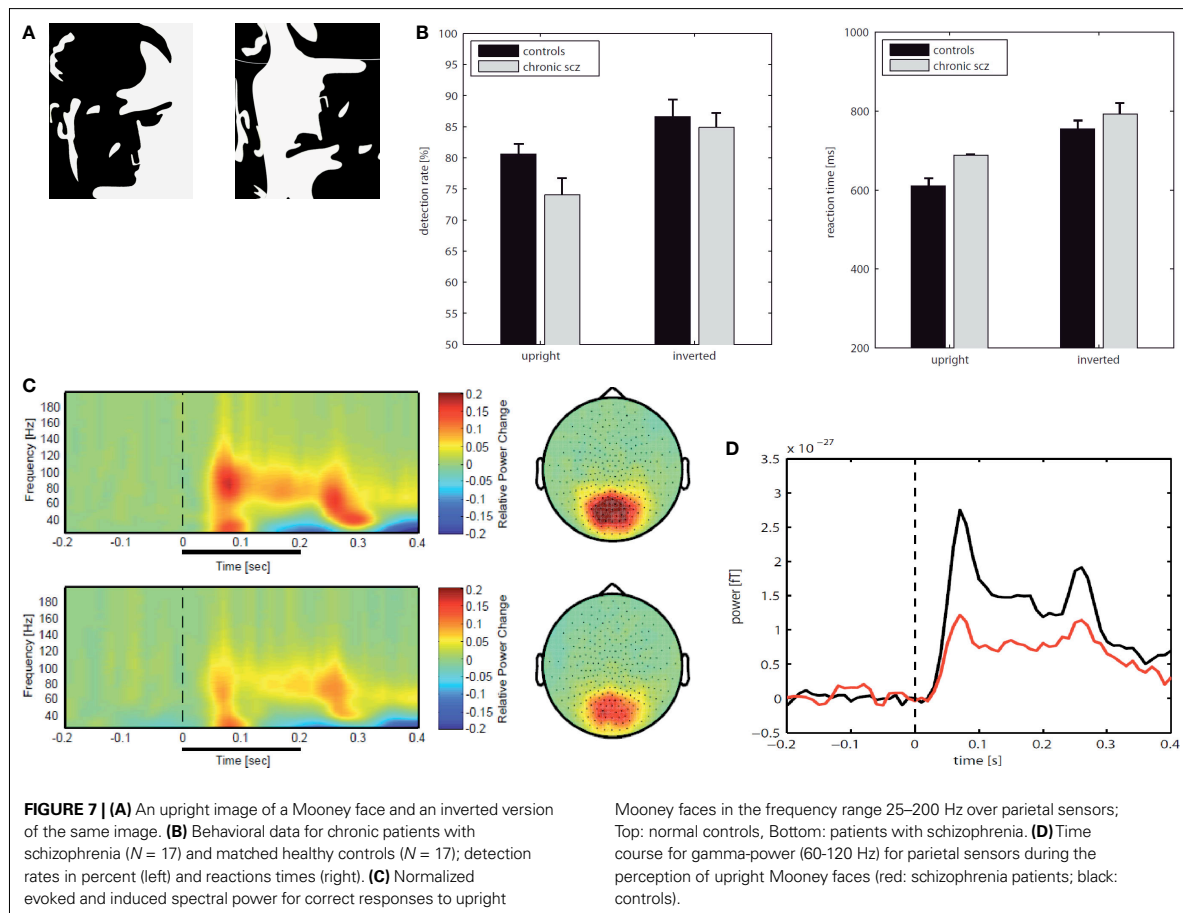 A
B
100
95
90
85
80
75
70
65
60
55
50
detection rate [%]
controls
chronic scz
upright
inverted
1000
800
600
400
200
reaction time [ms]
controls
chronic scz
upright
inverted
C
180
160
140
120
100
80
60
40
Frequency [Hz]
-0.2
-0.1
0
0.1
0.2
0.3
0.4
Time [sec]
0.2
0.15
0.1
0.05
0
-0.05
-0.1
-0.15
-0.2
Relative Power Change
180
160
140
120
100
80
60
40
Frequency [Hz]
-0.2
-0.1
0
0.1
0.2
0.3
0.4
Time [sec]
0.2
0.15
0.1
0.05
0
-0.05
-0.1
-0.15
-0.2
Relative Power Change
D
× 10 −27
3.5
3
2.5
2
1.5
1
0.5
0
−0.5
power [fT]
−0.2
−0.1
0
0.1
0.2
0.3
0.4
time [s]
FIGURE 7 | (A) An upright image of a Mooney face and an inverted version
of the same image. (B) Behavioral data for chronic patients with
schizophrenia (N = 17) and matched healthy controls (N = 17); detection
rates in percent (left) and reactions times (right). (C) Normalized
evoked and induced spectral power for correct responses to upright
Mooney faces in the frequency range 25–200 Hz over parietal sensors;
Top: normal controls, Bottom: patients with schizophrenia. (D) Time
course for gamma-power (60-120 Hz) for parietal sensors during the
perception of upright Mooney faces (red: schizophrenia patients; black:
controls).